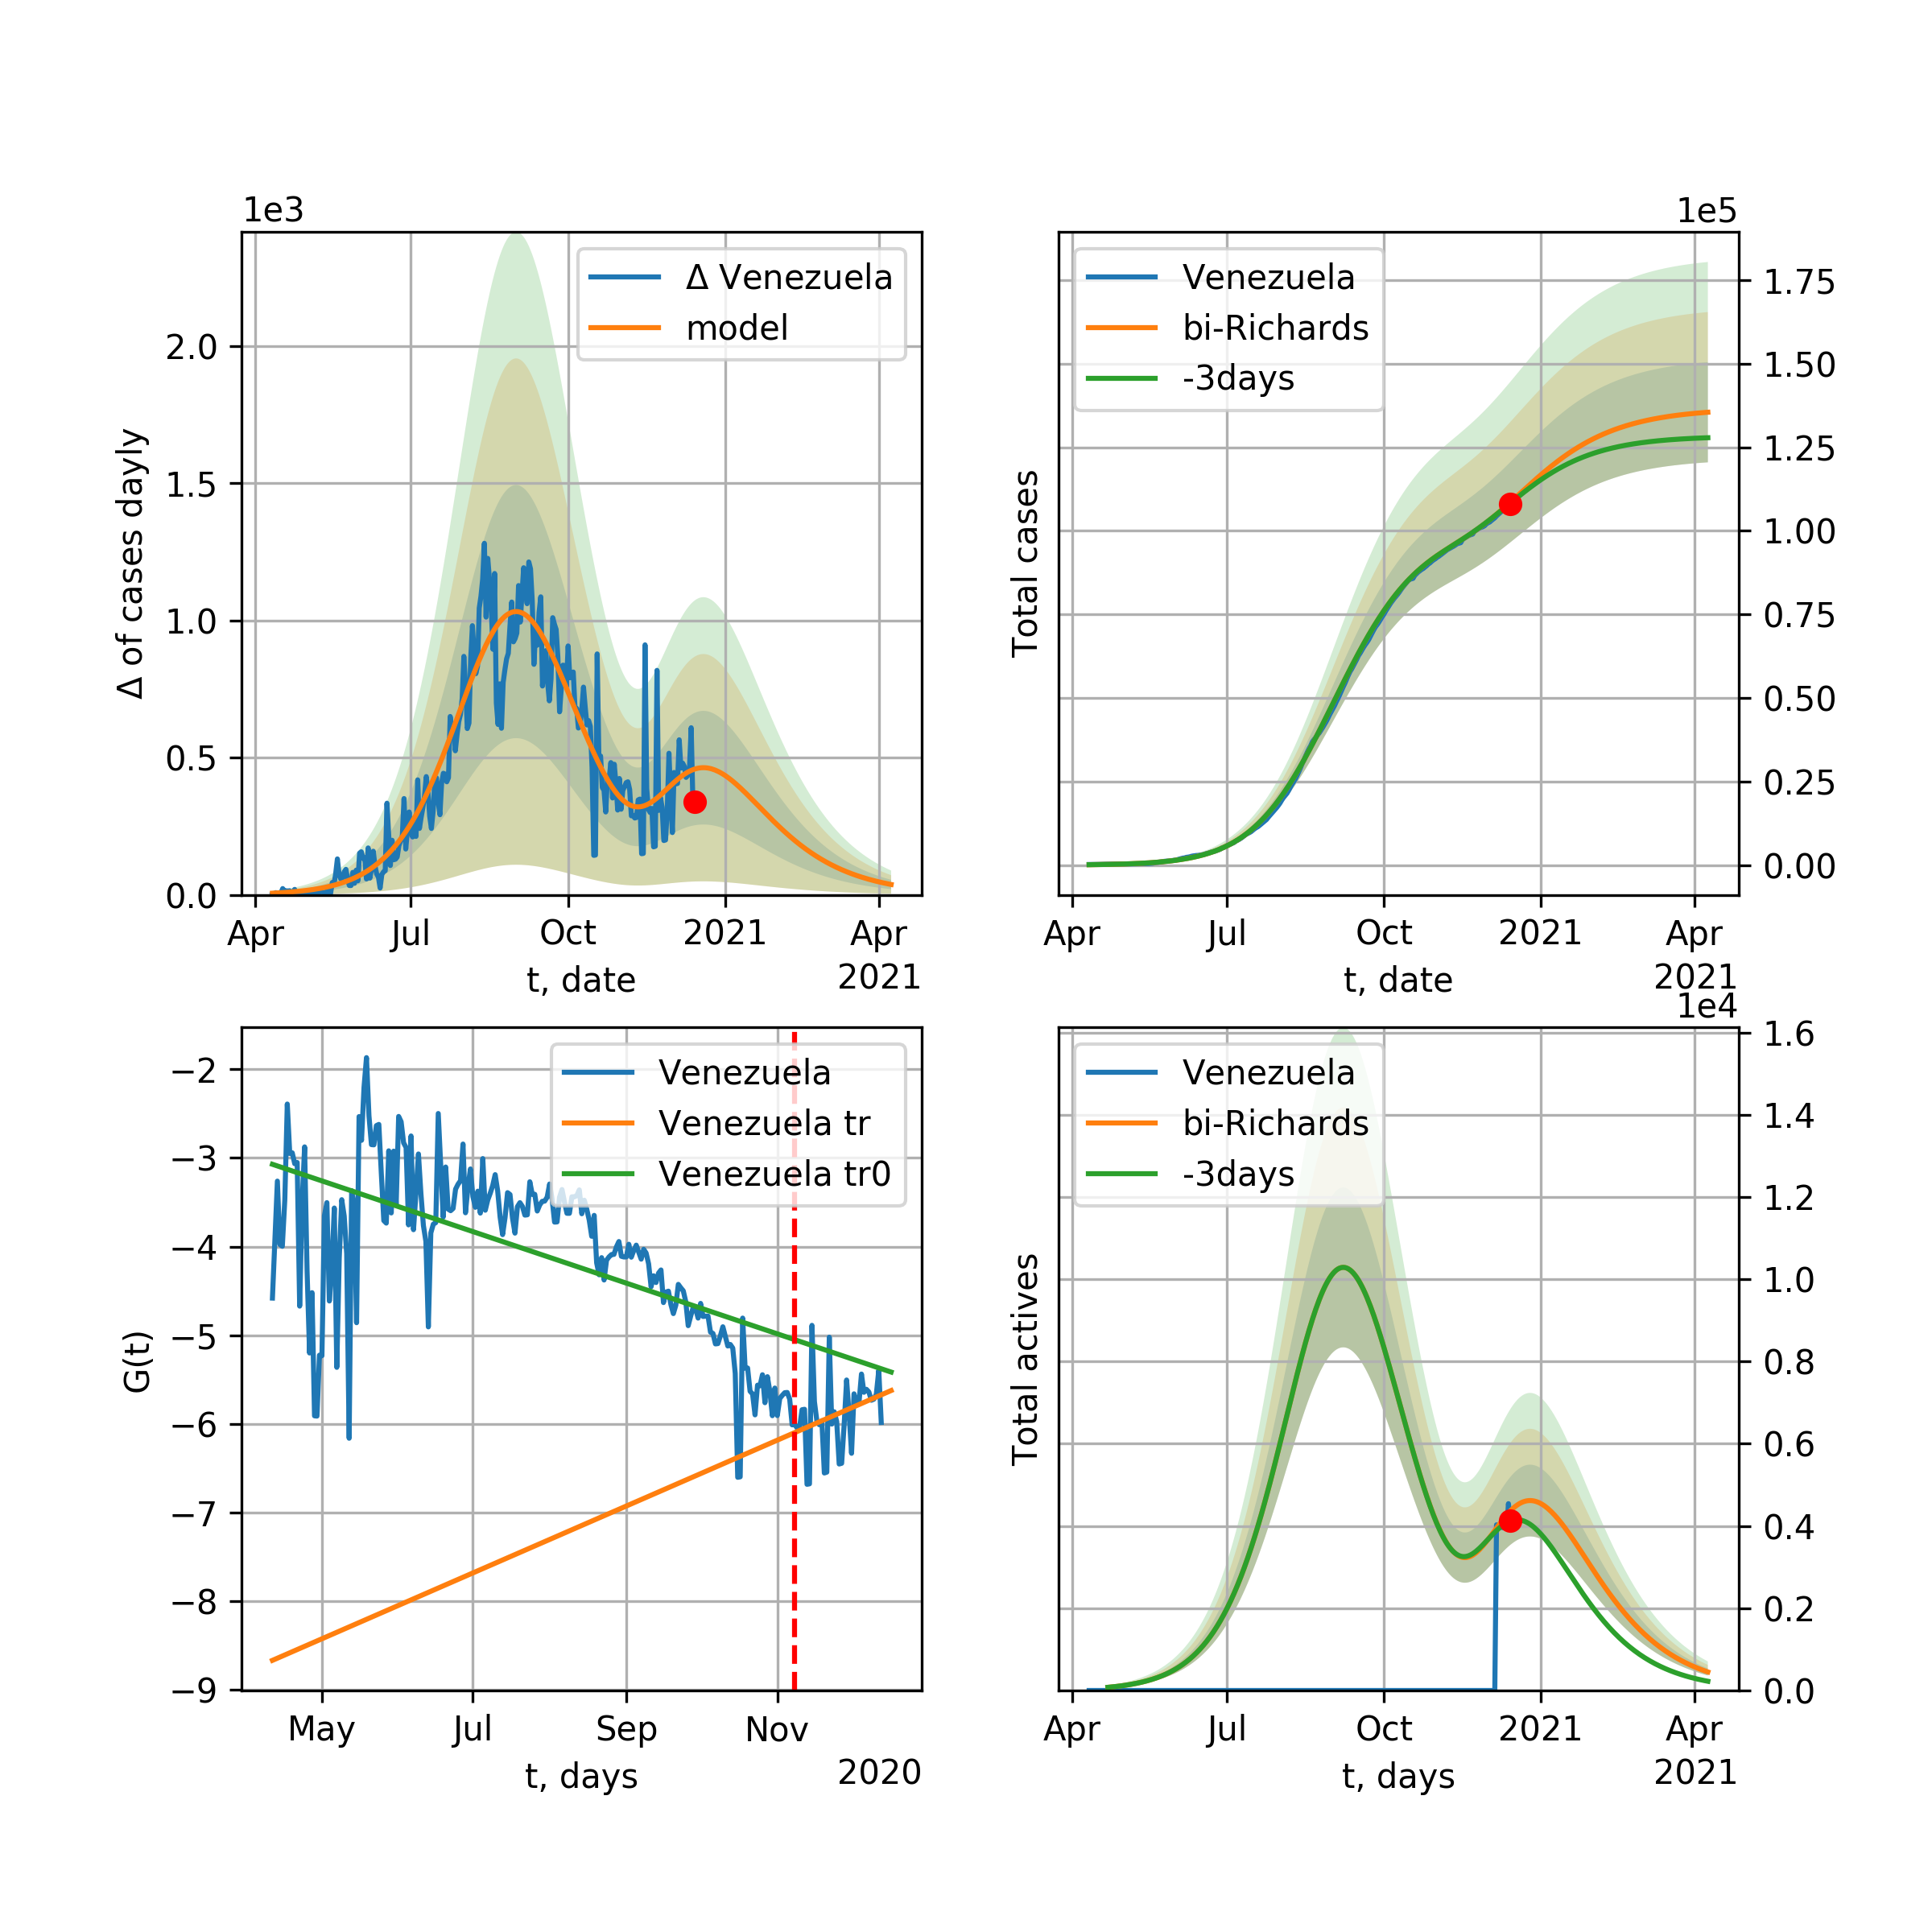 1e3
Δ Venezuela
model
2.0
1.5
1.0
0.5
0.0
Δ of cases dayly
Apr
Jul
Oct
2021
Apr
t, date
2021
1e5
Venezuela
bi-Richards
-3days
1.75
1.50
1.25
1.00
0.75
0.50
0.25
0.00
Total cases
Apr
Jul
Oct
2021
Apr
t, date
2021
Venezuela
Venezuela tr
Venezuela tr0
−2
−3
−4
−5
−6
−7
−8
−9
G(t)
May
Jul
Sep
Nov
t, days
2020
1e4
Venezuela
bi-Richards
-3days
1.6
1.4
1.2
1.0
0.8
0.6
0.4
0.2
0.0
Total actives
Apr
Jul
Oct
2021
Apr
t, days
2021